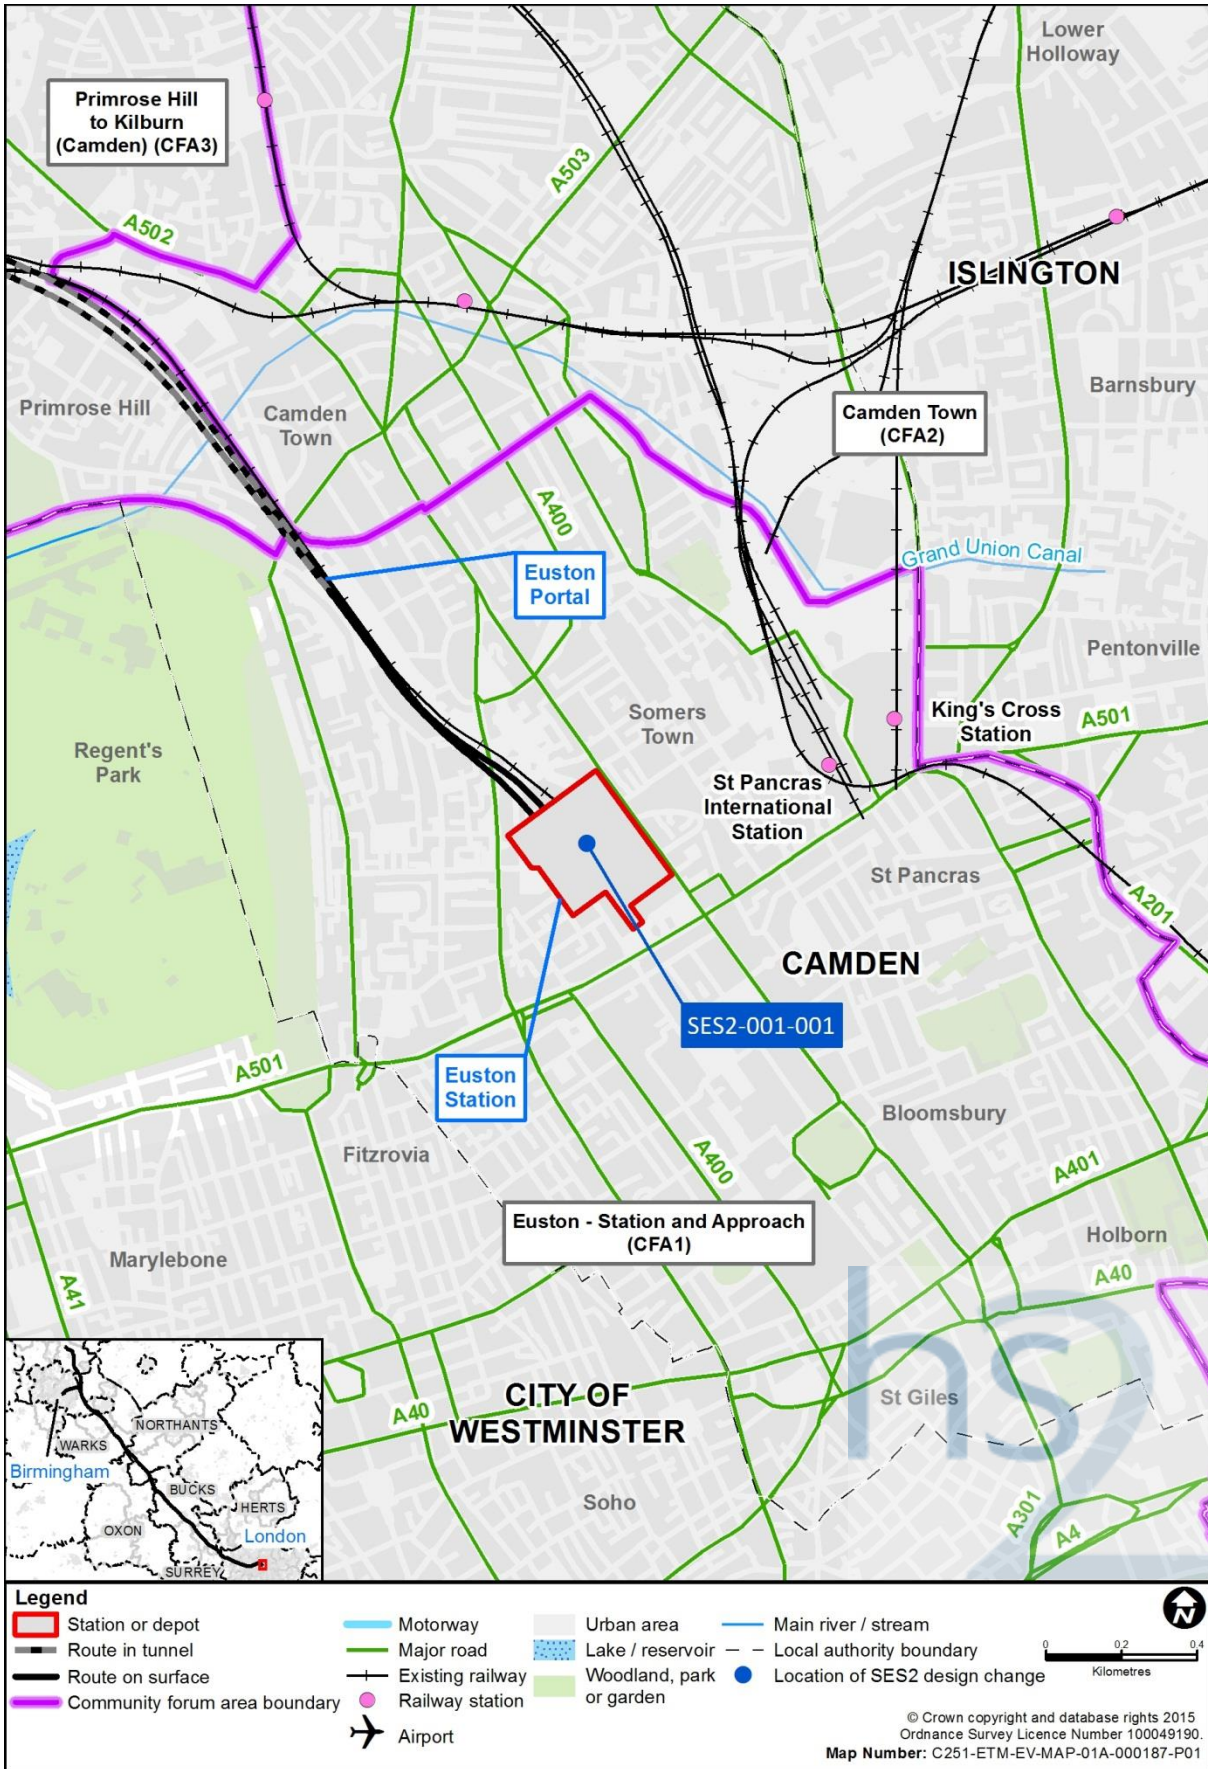 Lower
Holloway
Primrose Hill
to Kilburn
(Camden) (CFA3)
A503
A502
ISLINGTON
Primrose Hill
Camden
Town
Camden Town
(CFA2)
Barnsbury
A400
Grand Union Canal
Euston
Portal
Pentonville
Somers
Town
King's Cross
Station
A501
Regent's
Park
St Pancras
International
Station
St Pancras
A201
CAMDEN
SES2-001-001
A501
Euston
Station
Bloomsbury
Fitzrovia
A400
A401
Euston - Station and Approach
(CFA1)
Holborn
Marylebone
A40
A41
hs2
CITY OF
WESTMINSTER
A40
St Giles
Soho
A301
A4
NORTHANTS
WARKS
Birmingham
BUCKS
HERTS
OXON
London
SURREY
Legend
Station or depot
Route in tunnel
Route on surface
Community forum area boundary
Motorway
Major road
Existing railway
Railway station
Airport
Urban area
Lake / reservoir
Woodland, park
or garden
Main river / stream
Local authority boundary
Location of SES2 design change
N
0 0.2 0.4
Kilometres
© Crown copyright and database rights 2015
Ordnance Survey Licence Number 100049190.
Map Number: C251-ETM-EV-MAP-01A-000187-P01